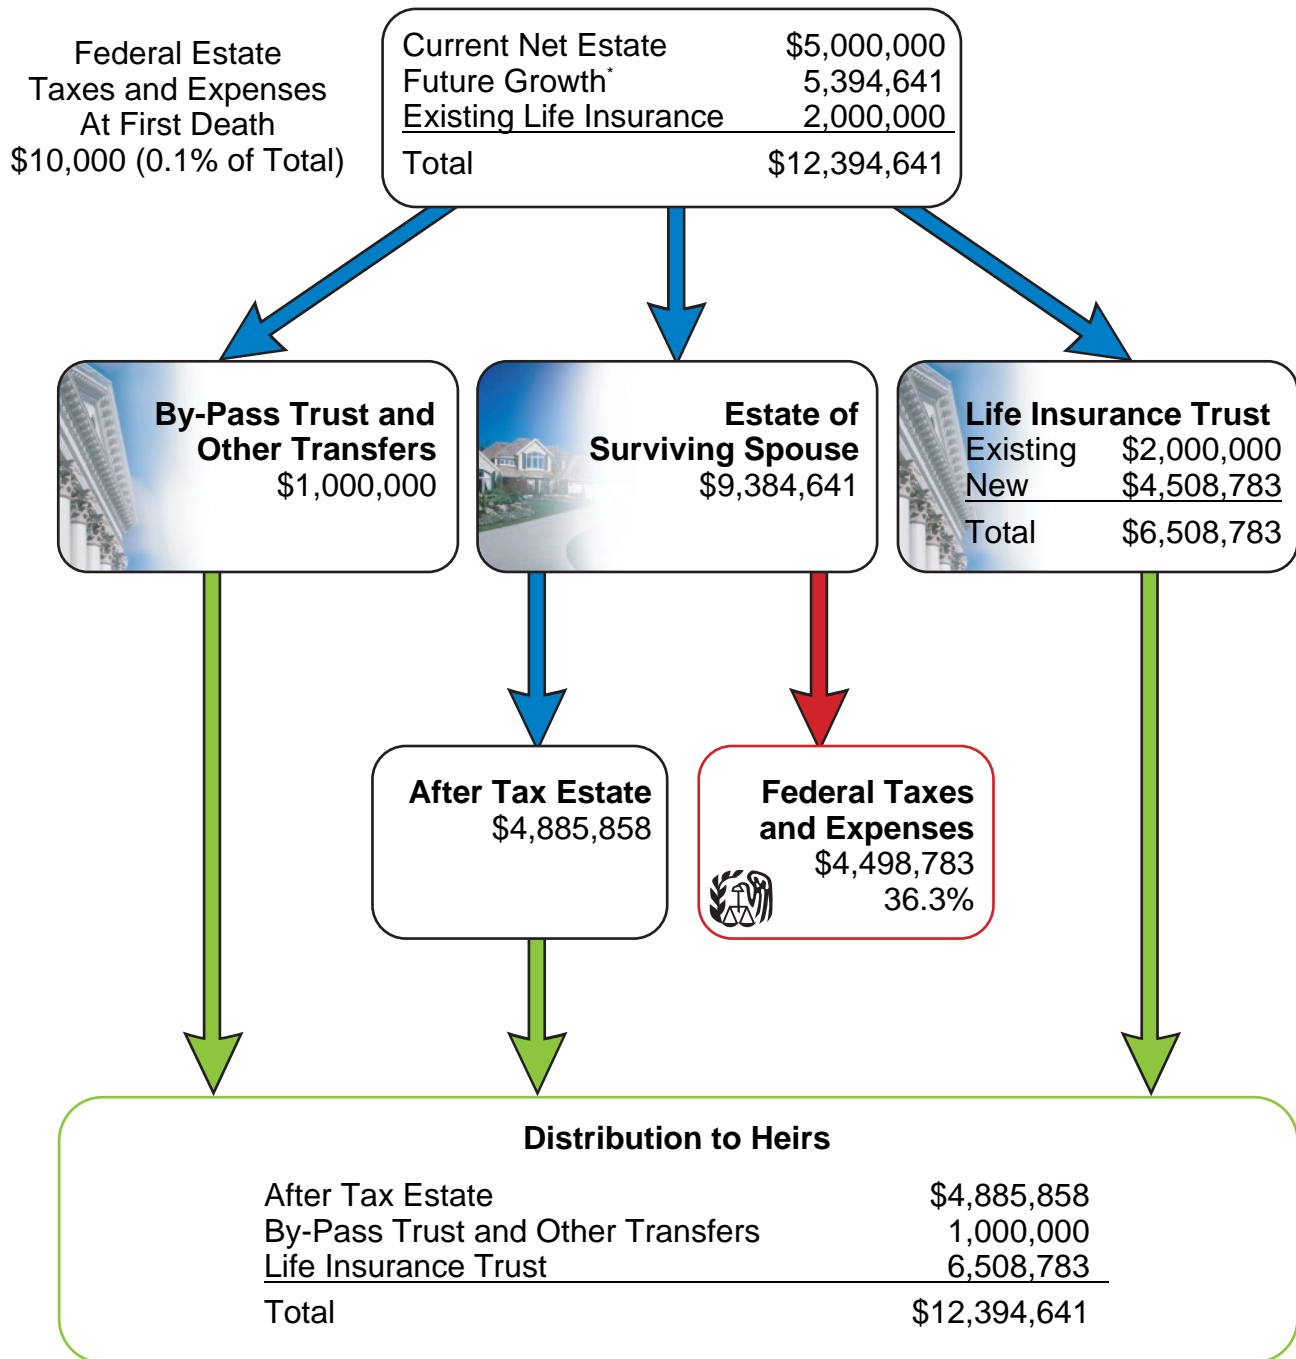 Federal Estate
Taxes and Expenses
At First Death
$10,000 (0.1% of Total)
Current Net Estate $5,000,000
Future Growth* 5,394,641
Existing Life Insurance 2,000,000
Total $12,394,641
By-Pass Trust and
Other Transfers
$1,000,000
Estate of
Surviving Spouse
$9,384,641
Life Insurance Trust
Existing $2,000,000
New $4,508,783
Total $6,508,783
After Tax Estate
$4,885,858
Federal Taxes
and Expenses
$4,498,783
36.3%
Distribution to Heirs
After Tax Estate $4,885,858
By-Pass Trust and Other Transfers 1,000,000
Life Insurance Trust 6,508,783
Total $12,394,641